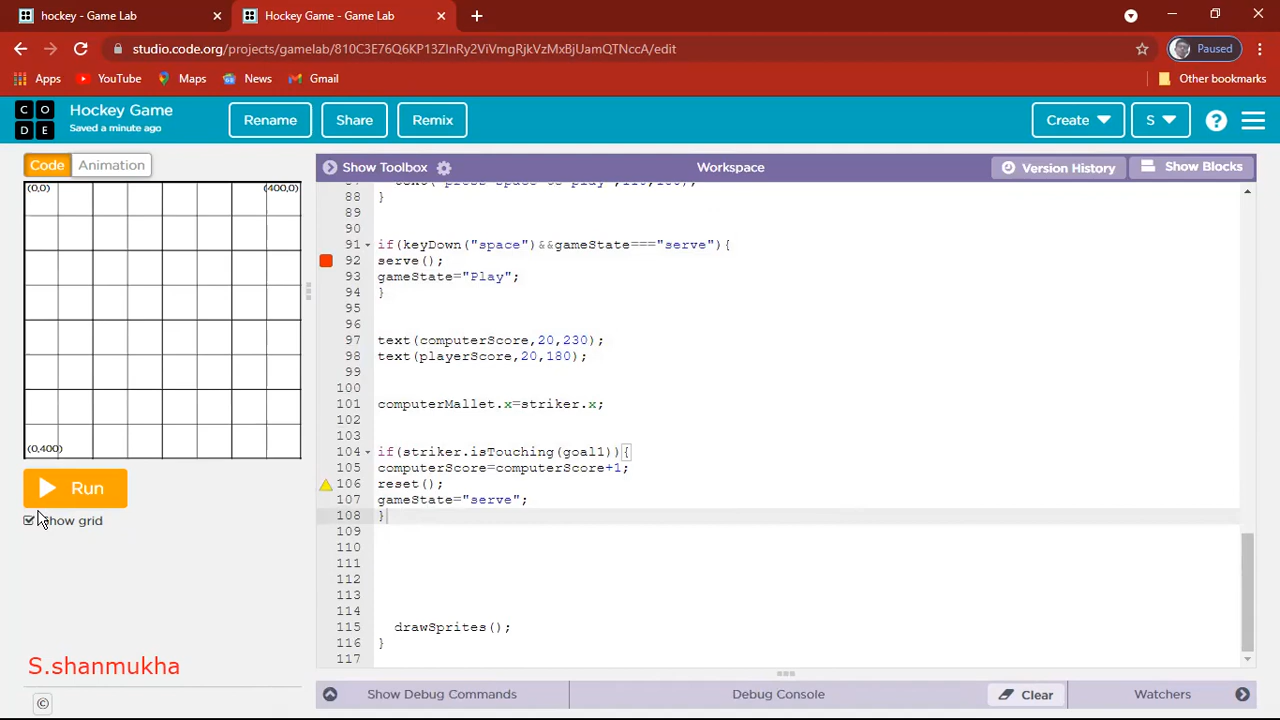 hockey - Game Lab
Hockey Game - Game Lab
studio.code.org/projects/gamelab/810C3E76Q6KP13ZlnRy2ViVmgRjkVzMxBjUamQTNccA/edit
Paused
Apps
YouTube
Maps
News
Gmail
Other bookmarks
C O
D E
Hockey Game
Saved a minute ago
Rename
Share
Remix
Create
S
?
Code
Animation
Show Toolbox
Workspace
Version History
Show Blocks
(0,0)
(400,0)
(0,400)
Run
Show grid
S.shanmukha
88 }
89
90
91 if(keyDown("space")&&gameState==="serve"){
92 serve();
93 gameState="Play";
94 }
95
96
97 text(computerScore,20,230);
98 text(playerScore,20,180);
99
100
101 computerMallet.x=striker.x;
102
103
104 if(striker.isTouching(goal1)){
105 computerScore=computerScore+1;
106 reset();
107 gameState="serve";
108 }
109
110
111
112
113
114
115 drawSprites();
116 }
117
Show Debug Commands
Debug Console
Clear
Watchers